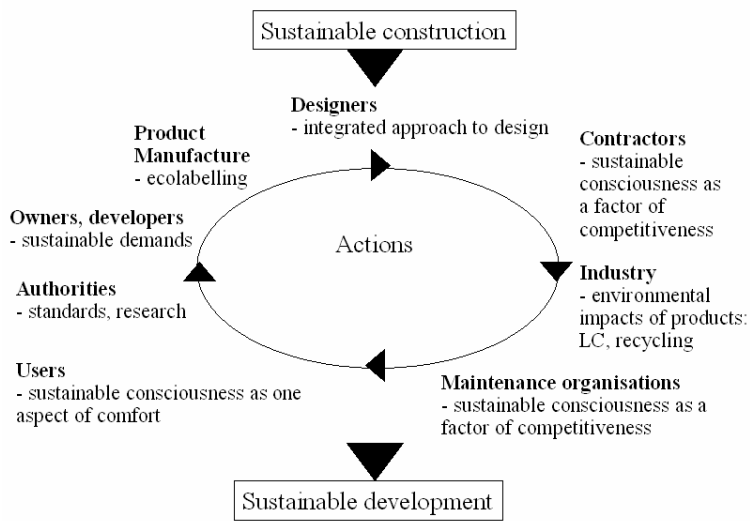 Sustainable construction
Designers
- integrated approach to design
Product
Manufacture
- ecolabelling
Contractors
- sustainable
consciousness as
a factor of
competitiveness
Owners, developers
- sustainable demands
Actions
Authorities
- standards, research
Industry
- environmental
impacts of products:
LC, recycling
Users
- sustainable consciousness as one
aspect of comfort
Maintenance organisations
- sustainable consciousness as a
factor of competitiveness
Sustainable development